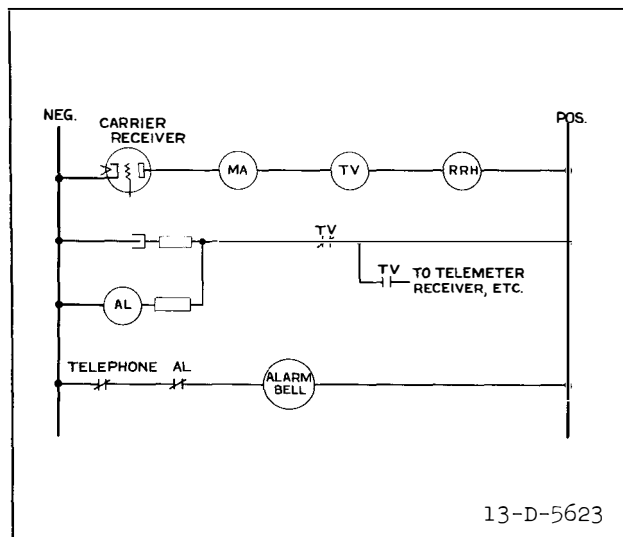 NEG.
POS.
CARRIER
RECEIVER
MA
TV
RRH
TV
TV
TO TELEMETER
RECEIVER, ETC.
AL
TELEPHONE
AL
ALARM
BELL
13-D-5623